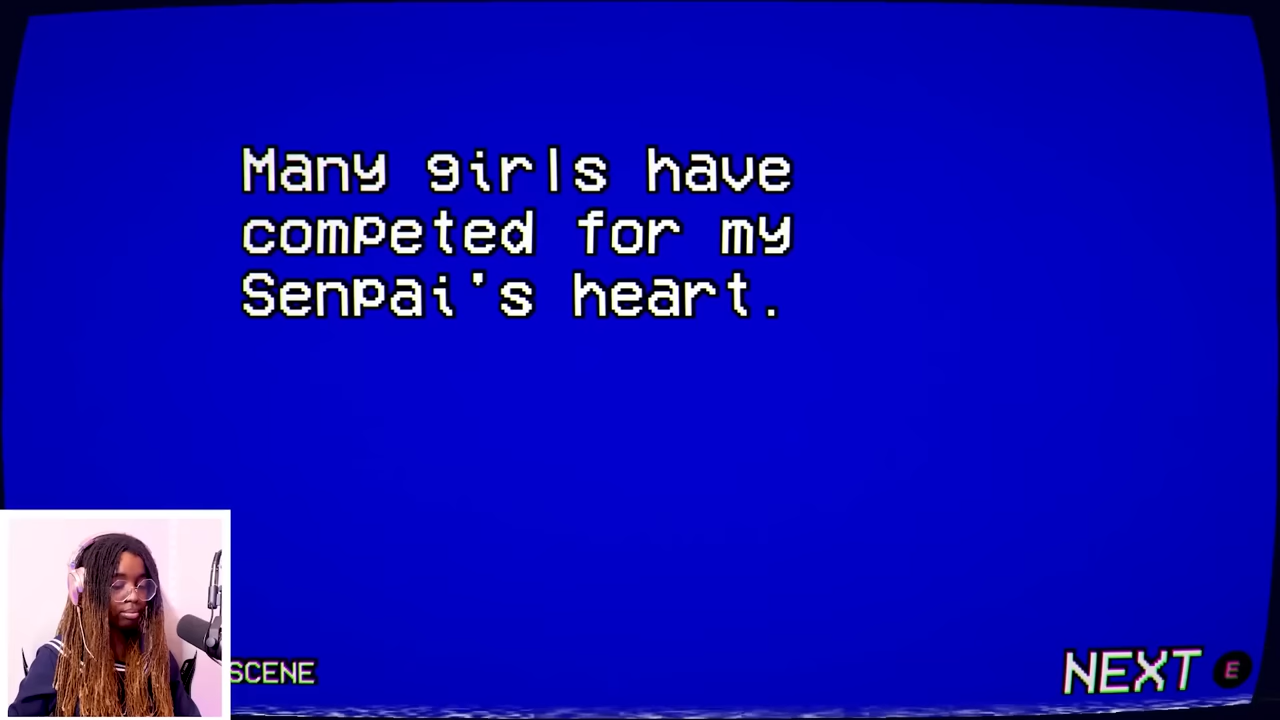 Many girls have
competed for my
Senpai's heart.
SCENE
NEXT E